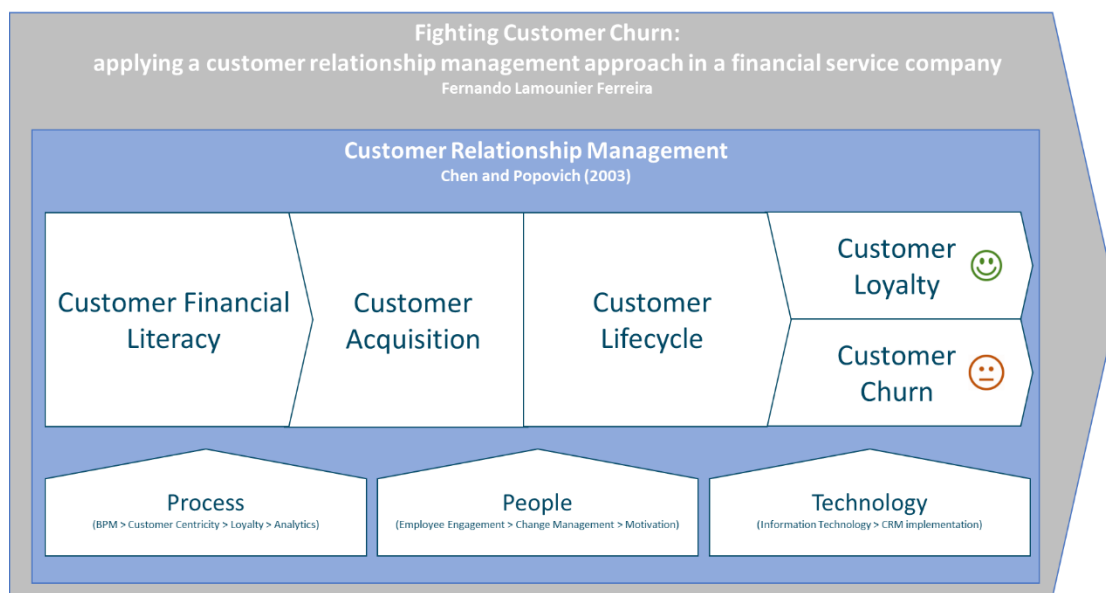 Fighting Customer Churn:
applying a customer relationship management approach in a financial service company
Fernando Lamounier Ferreira
Customer Relationship Management
Chen and Popovich (2003)
Customer Financial
Literacy
Customer
Acquisition
Customer
Lifecycle
Customer
Loyalty
Customer
Churn
Process
(BPM > Customer Centricity > Loyalty > Analytics)
People
(Employee Engagement > Change Management > Motivation)
Technology
(Information Technology > CRM implementation)